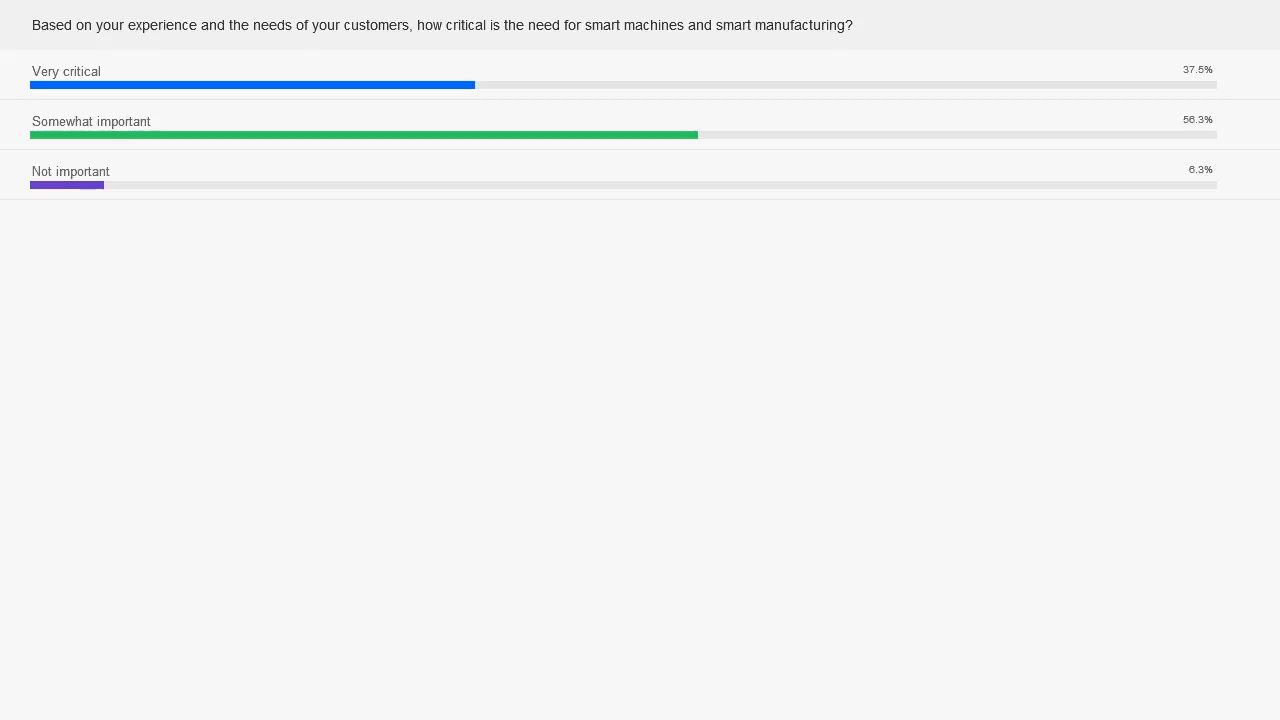 Based on your experience and the needs of your customers, how critical is the need for smart machines and smart manufacturing?
Very critical
37.5%
Somewhat important
56.3%
Not important
6.3%